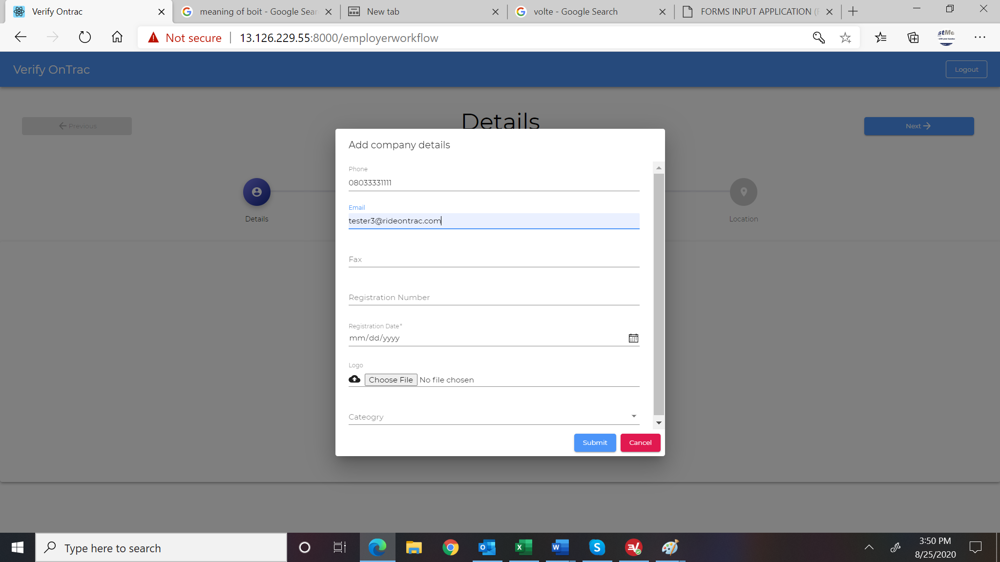 Verify Ontrac
meaning of boit - Google Sear
New tab
volte - Google Search
FORMS INPUT APPLICATION (F
Not secure
13.126.229.55:8000/employerworkflow
stMe
Verify OnTrac
Logout
Previous
Details
Next
Add company details
Phone
08033331111
Email
tester3@rideontrac.com
Details
Location
Fax
Registration Number
Registration Date*
mm/dd/yyyy
Logo
Choose File No file chosen
Cateogry
Submit
Cancel
Type here to search
3:50 PM
8/25/2020